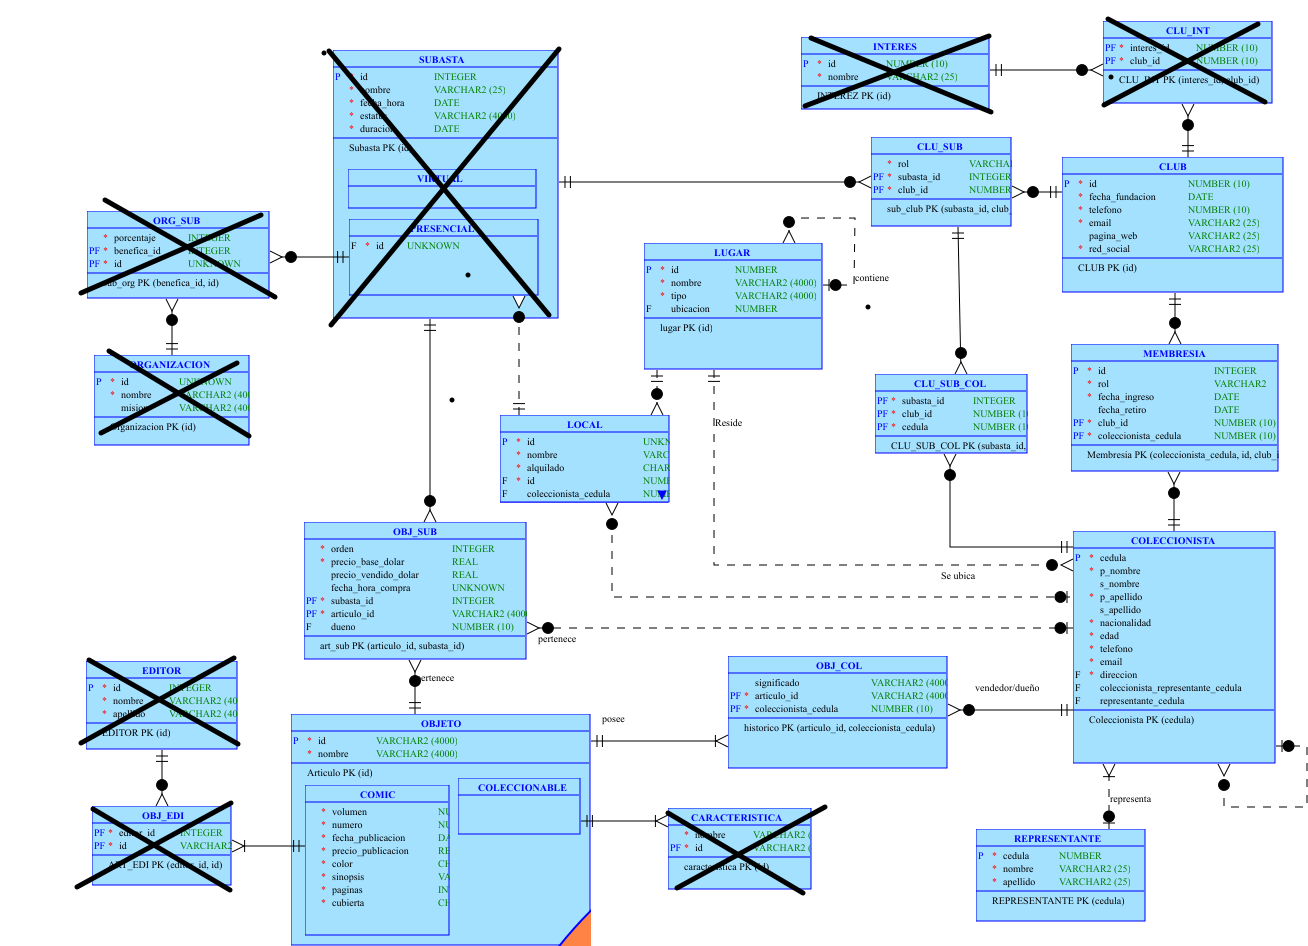 SUBASTA
P * id INTEGER
* nombre VARCHAR2 (25)
* fecha_hora DATE
* VARCHAR2 (4000)
* duracion DATE
Subasta PK (id)
VIRTUAL
PRESENCIAL
F * id UNKNOWN
INTERES
P * id NUMBER (10)
* nombre VARCHAR2 (25)
INTEREZ PK (id)
CLU_INT
PF * interes_id NUMBER (10)
PF * club_id NUMBER (10)
CLU_INT PK (interes_id, club_id)
CLU_SUB
* rol VARCHA
PF * subasta_id INTEGER
PF * club_id NUMBER
sub_club PK (subasta_id, club_
CLUB
P * id NUMBER (10)
* fecha_fundacion DATE
* telefono NUMBER (10)
* email VARCHAR2 (25)
pagina_web VARCHAR2 (25)
* red_social VARCHAR2 (25)
CLUB PK (id)
ORG_SUB
* porcentaje INTEGER
PF * benefica_id INTEGER
PF * id UNKNOWN
sub_org PK (benefica_id, id)
LUGAR
P * id NUMBER
* nombre VARCHAR2 (4000)
* tipo VARCHAR2 (4000)
F ubicacion NUMBER
lugar PK (id)
contiene
ORGANIZACION
P * id UNKNOWN
* nombre VARCHAR2 (400
mision VARCHAR2 (400
Organizacion PK (id)
MEMBRESIA
P * id INTEGER
* rol VARCHAR2
* fecha_ingreso DATE
fecha_retiro DATE
PF * club_id NUMBER (10)
PF * coleccionista_cedula NUMBER (10)
Membresia PK (coleccionista_cedula, id, club_i
CLU_SUB_COL
PF * subasta_id INTEGER
PF * club_id NUMBER (1
PF * cedula NUMBER (1
CLU_SUB_COL PK (subasta_id,
LOCAL
P * id UNKN
* nombre VARC
* alquilado CHAR
F * id NUME
F coleccionista_cedula NUME
Reside
Se ubica
OBJ_SUB
* orden INTEGER
* precio_base_dolar REAL
precio_vendido_dolar REAL
fecha_hora_compra UNKNOWN
PF * subasta_id INTEGER
PF * articulo_id VARCHAR2 (400
F dueno NUMBER (10)
art_sub PK (articulo_id, subasta_id)
pertenece
pertenece
COLECCIONISTA
P * cedula
* p_nombre
s_nombre
* p_apellido
s_apellido
* nacionalidad
* edad
* telefono
* email
F * direccion
F coleccionista_representante_cedula
F representante_cedula
Coleccionista PK (cedula)
EDITOR
P * id INTEGER
* nombre VARCHAR2 (40
* apellido VARCHAR2 (40
EDITOR PK (id)
OBJ_COL
significado VARCHAR2 (400
PF * articulo_id VARCHAR2 (400
PF * coleccionista_cedula NUMBER (10)
historico PK (articulo_id, coleccionista_cedula)
vendedor/dueño
posee
OBJETO
P * id VARCHAR2 (4000)
* nombre VARCHAR2 (4000)
Articulo PK (id)
COMIC
* volumen NU
* numero NU
* fecha_publicacion DA
* precio_publicacion RE
* color CH
* sinopsis VA
* paginas IN
* cubierta CH
COLECCIONABLE
OBJ_EDI
PF * editor_id INTEGER
PF * id VARCHAR2
ART_EDI PK (editor_id, id)
CARACTERISTICA
* nombre VARCHAR2 (
PF * id VARCHAR2 (
caracteristica PK (id)
representa
REPRESENTANTE
P * cedula NUMBER
* nombre VARCHAR2 (25)
* apellido VARCHAR2 (25)
REPRESENTANTE PK (cedula)